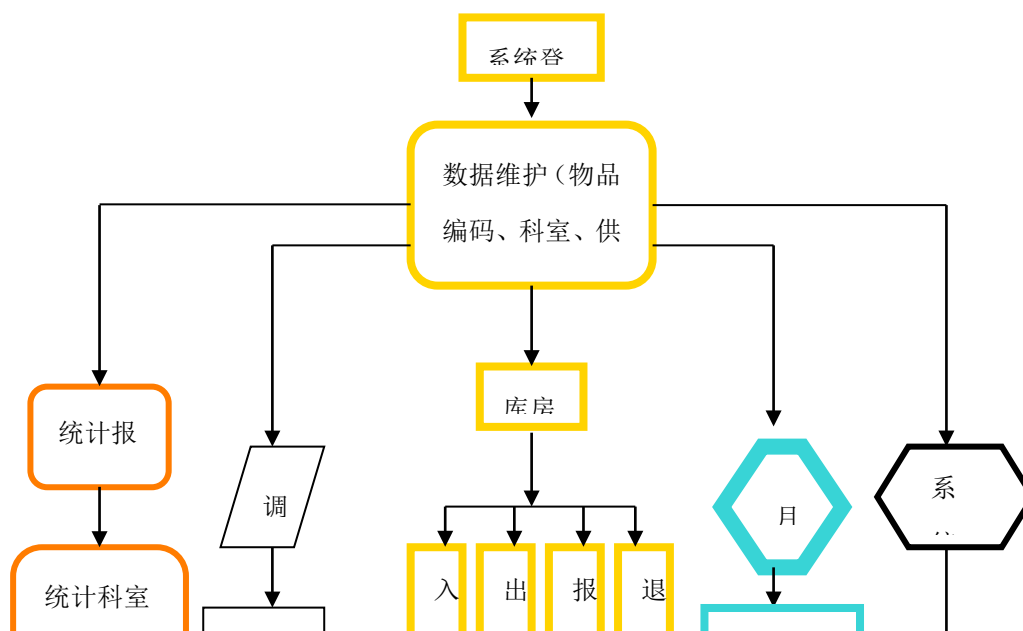 系统登
数据维护（物品
编码、科室、供
库房
统计报
调
月
系
统计科室
入
出
报
退